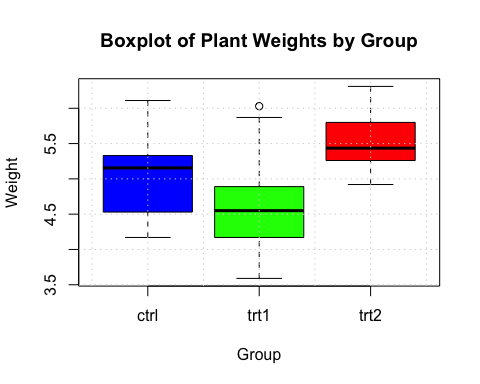 Boxplot of Plant Weights by Group
Weight
5.5
4.5
3.5
ctrl trt1 trt2
Group